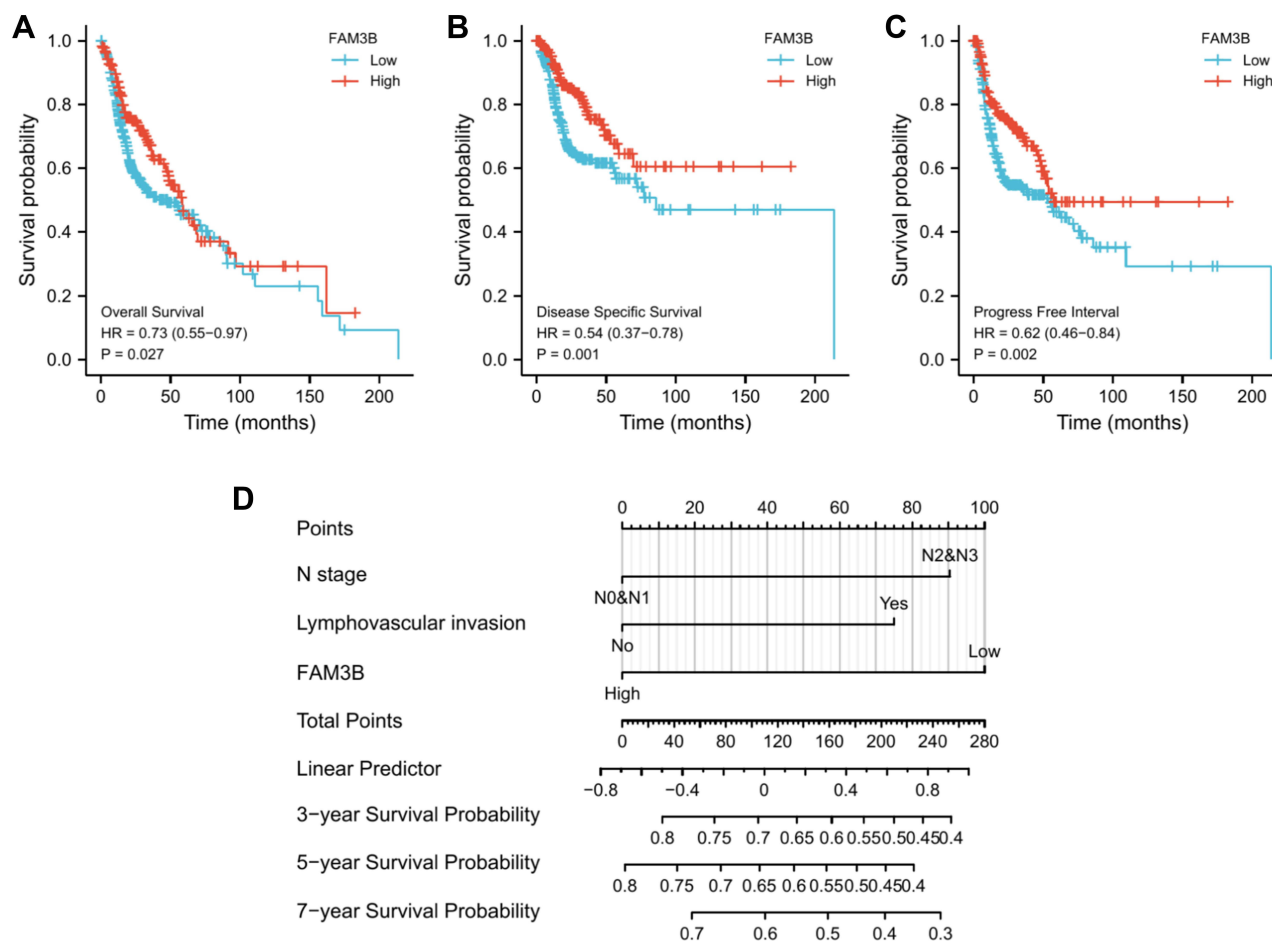 A
FAM3B
Low
High
Survival probability
1.0
0.8
0.6
0.4
0.2
0.0
Overall Survival
HR = 0.73 (0.55−0.97)
P = 0.027
0 50 100 150 200
Time (months)
B
FAM3B
Low
High
Survival probability
1.0
0.8
0.6
0.4
0.2
0.0
Disease Specific Survival
HR = 0.54 (0.37−0.78)
P = 0.001
0 50 100 150 200
Time (months)
C
FAM3B
Low
High
Survival probability
1.0
0.8
0.6
0.4
0.2
0.0
Progress Free Interval
HR = 0.62 (0.46−0.84)
P = 0.002
0 50 100 150 200
Time (months)
D
0 20 40 60 80 100
Points
N2&N3
N stage
N0&N1
Yes
Lymphovascular invasion
No
Low
FAM3B
High
Total Points
0 40 80 120 160 200 240 280
Linear Predictor
−0.8 −0.4 0 0.4 0.8
3−year Survival Probability
0.8 0.75 0.7 0.65 0.6 0.55 0.5 0.45 0.4
5−year Survival Probability
0.8 0.75 0.7 0.65 0.6 0.55 0.5 0.45 0.4
7−year Survival Probability
0.7 0.6 0.5 0.4 0.3